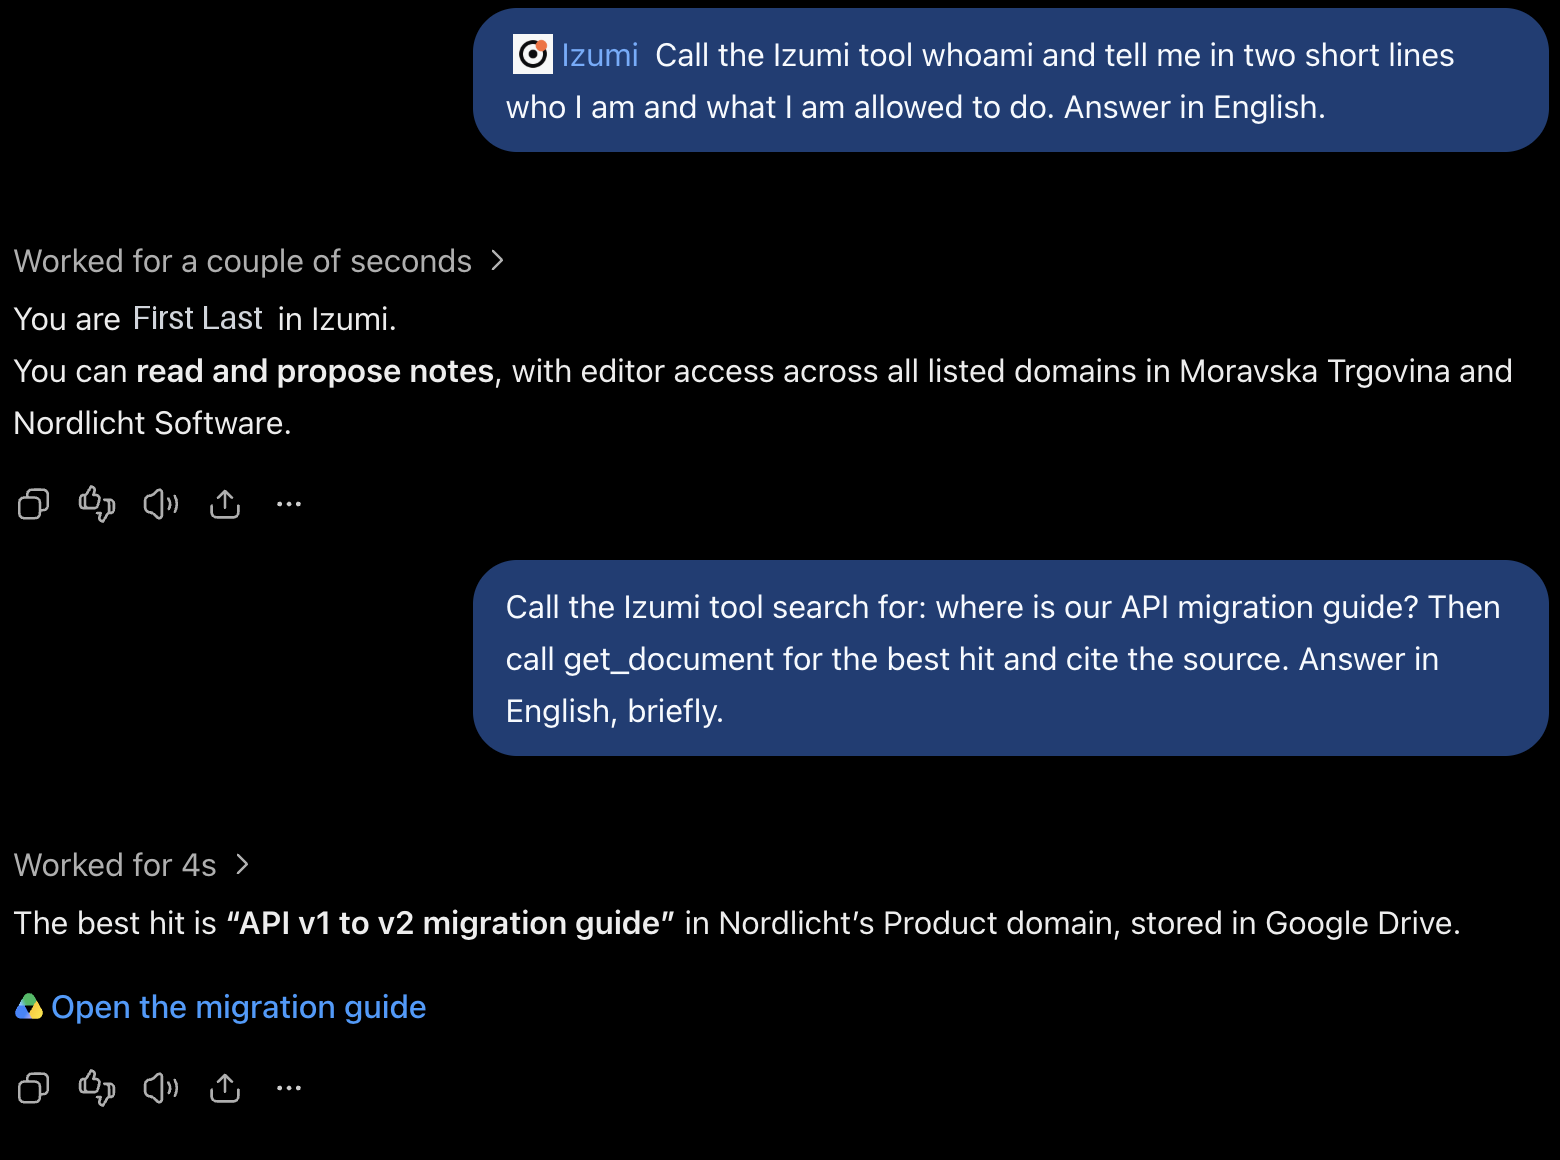 Izumi Call the Izumi tool whoami and tell me in two short lines
who I am and what I am allowed to do. Answer in English.
Worked for a couple of seconds
You are First Last in Izumi.
You can read and propose notes, with editor access across all listed domains in Moravska Trgovina and
Nordlicht Software.
Call the Izumi tool search for: where is our API migration guide? Then
call get_document for the best hit and cite the source. Answer in
English, briefly.
Worked for 4s
The best hit is “API v1 to v2 migration guide” in Nordlicht’s Product domain, stored in Google Drive.
Open the migration guide